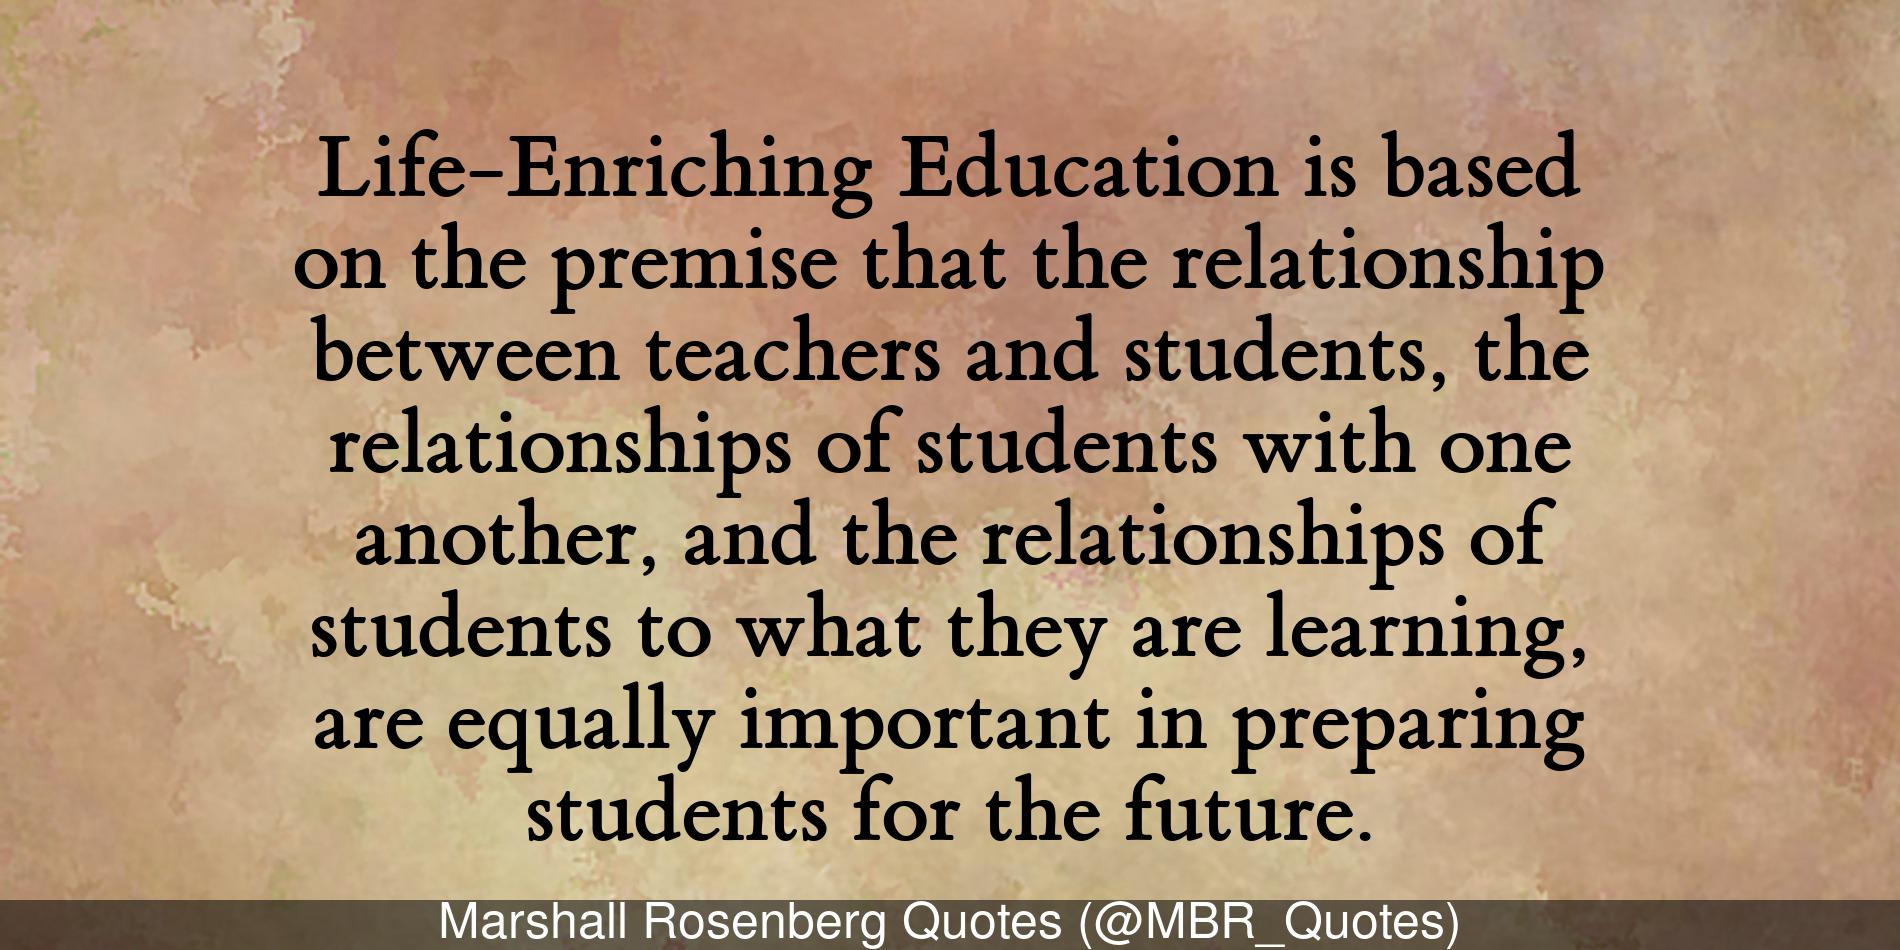 Life-Enriching Education is based
on the premise that the relationship
between teachers and students, the
relationships of students with one
another, and the relationships of
students to what they are learning,
are equally important in preparing
students for the future.
Marshall Rosenberg Quotes (@MBR_Quotes)